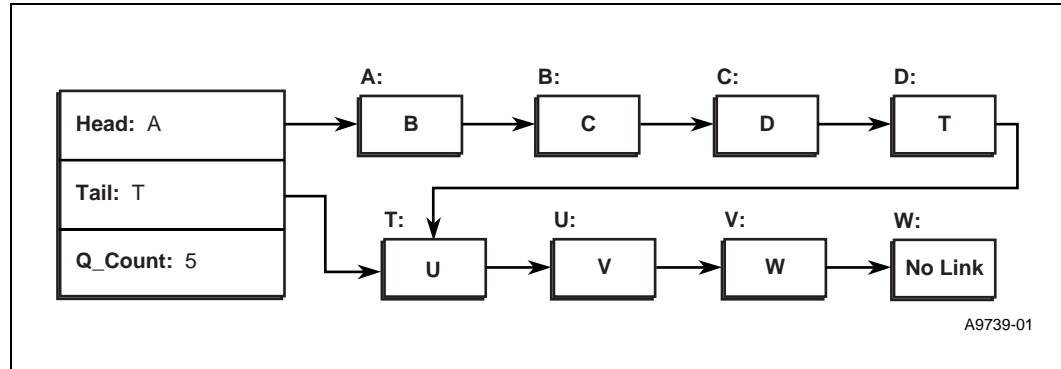 A: B: C: D:
Head: A
B C D T
Tail: T
T: U: V: W:
Q_Count: 5
U V W No Link
A9739-01